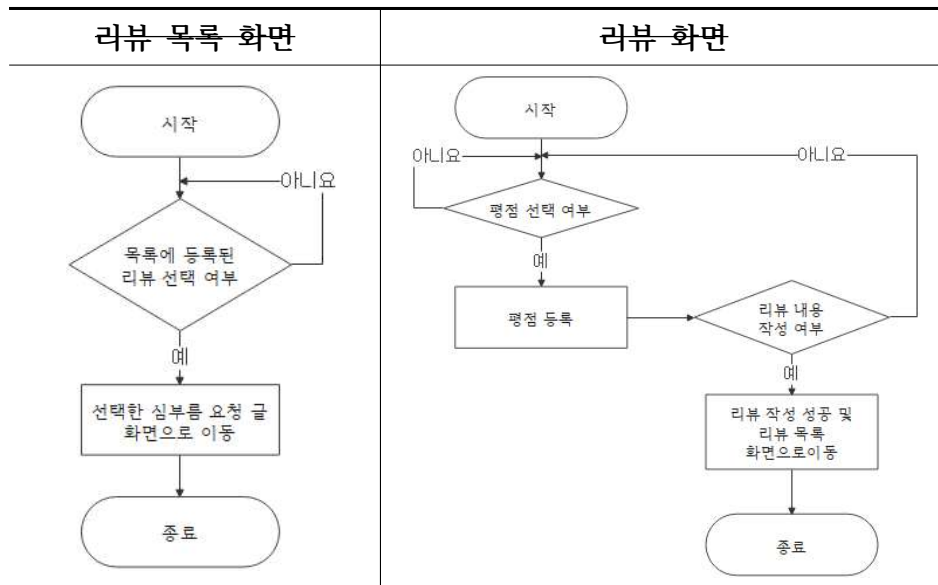 리뷰 목록 화면
리뷰 화면
시작
아니요
목록에 등록된
리뷰 선택 여부
예
선택한 심부름 요청 글
화면으로 이동
종료
시작
아니요
아니요
평점 선택 여부
예
평점 등록
리뷰 내용
작성 여부
예
리뷰 작성 성공 및
리뷰 목록
화면으로이동
종료